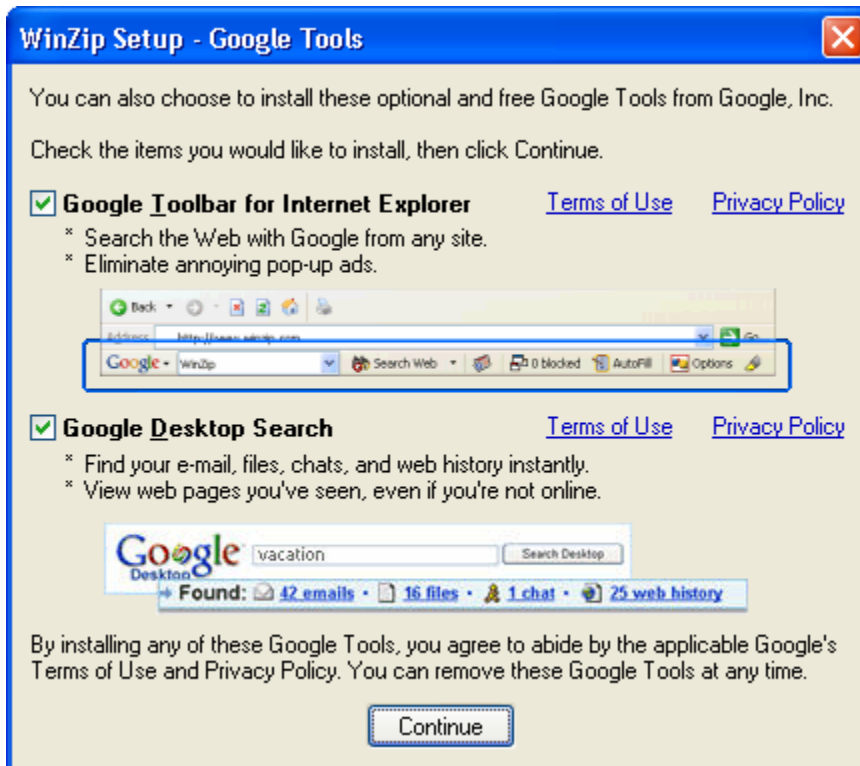 WinZip Setup - Google Tools
You can also choose to install these optional and free Google Tools from Google, Inc.
Check the items you would like to install, then click Continue.
Google Toolbar for Internet Explorer Terms of Use Privacy Policy
* Search the Web with Google from any site.
* Eliminate annoying pop-up ads.
Back
Address http://www.winzip.com Go
Google WinZip Search Web 0 blocked AutoFill Options
Google Desktop Search Terms of Use Privacy Policy
* Find your e-mail, files, chats, and web history instantly.
* View web pages you've seen, even if you're not online.
Google vacation Search Desktop
Desktop
Found: 42 emails · 16 files · 1 chat · 25 web history
By installing any of these Google Tools, you agree to abide by the applicable Google's
Terms of Use and Privacy Policy. You can remove these Google Tools at any time.
Continue